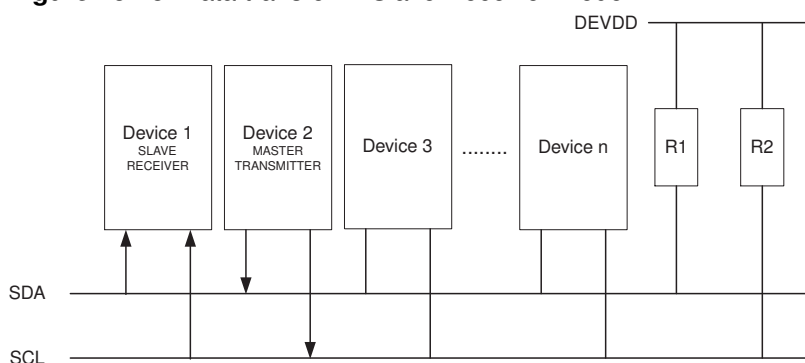 DEVDD
Device 1
SLAVE
RECEIVER
Device 2
MASTER
TRANSMITTER
Device 3
........
Device n
R1
R2
SDA
SCL